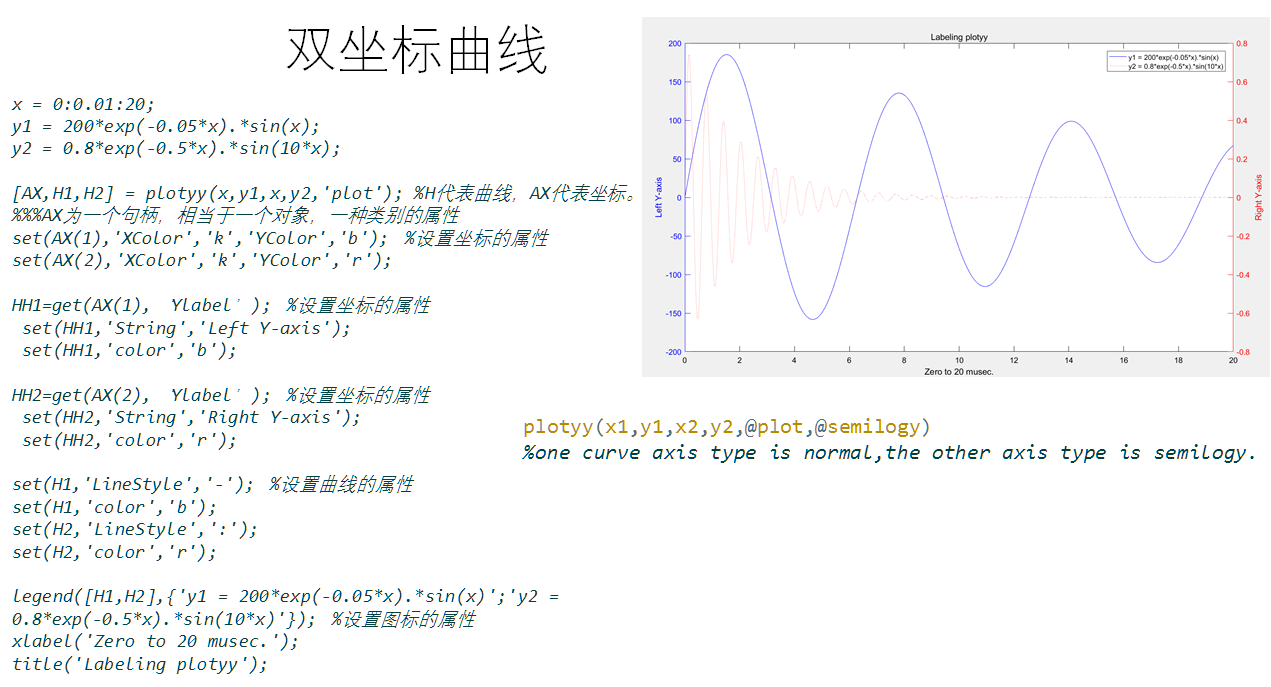 双坐标曲线
x = 0:0.01:20;
y1 = 200*exp(-0.05*x).*sin(x);
y2 = 0.8*exp(-0.5*x).*sin(10*x);
[AX,H1,H2] = plotyy(x,y1,x,y2,'plot'); %H代表曲线，AX代表坐标。
%%%AX为一个句柄，相当于一个对象，一种类别的属性
set(AX(1),'XColor','k','YColor','b'); %设置坐标的属性
set(AX(2),'XColor','k','YColor','r');
HH1=get(AX(1), Ylabel' ); %设置坐标的属性
set(HH1,'String','Left Y-axis');
set(HH1,'color','b');
HH2=get(AX(2), Ylabel' ); %设置坐标的属性
set(HH2,'String','Right Y-axis');
set(HH2,'color','r');
set(H1,'LineStyle','-'); %设置曲线的属性
set(H1,'color','b');
set(H2,'LineStyle',':');
set(H2,'color','r');
legend([H1,H2],{'y1 = 200*exp(-0.05*x).*sin(x)';'y2 =
0.8*exp(-0.5*x).*sin(10*x)'}); %设置图标的属性
xlabel('Zero to 20 musec.');
title('Labeling plotyy');
Labeling plotyy
y1 = 200*exp(-0.05*x).*sin(x)
y2 = 0.8*exp(-0.5*x).*sin(10*x)
Left Y-axis
200
150
100
50
0
-50
-100
-150
-200
0.8
0.6
0.4
0.2
0
-0.2
-0.4
-0.6
-0.8
Right Y-axis
0 2 4 6 8 10 12 14 16 18 20
Zero to 20 musec.
plotyy(x1,y1,x2,y2,@plot,@semilogy)
%one curve axis type is normal,the other axis type is semilogy.